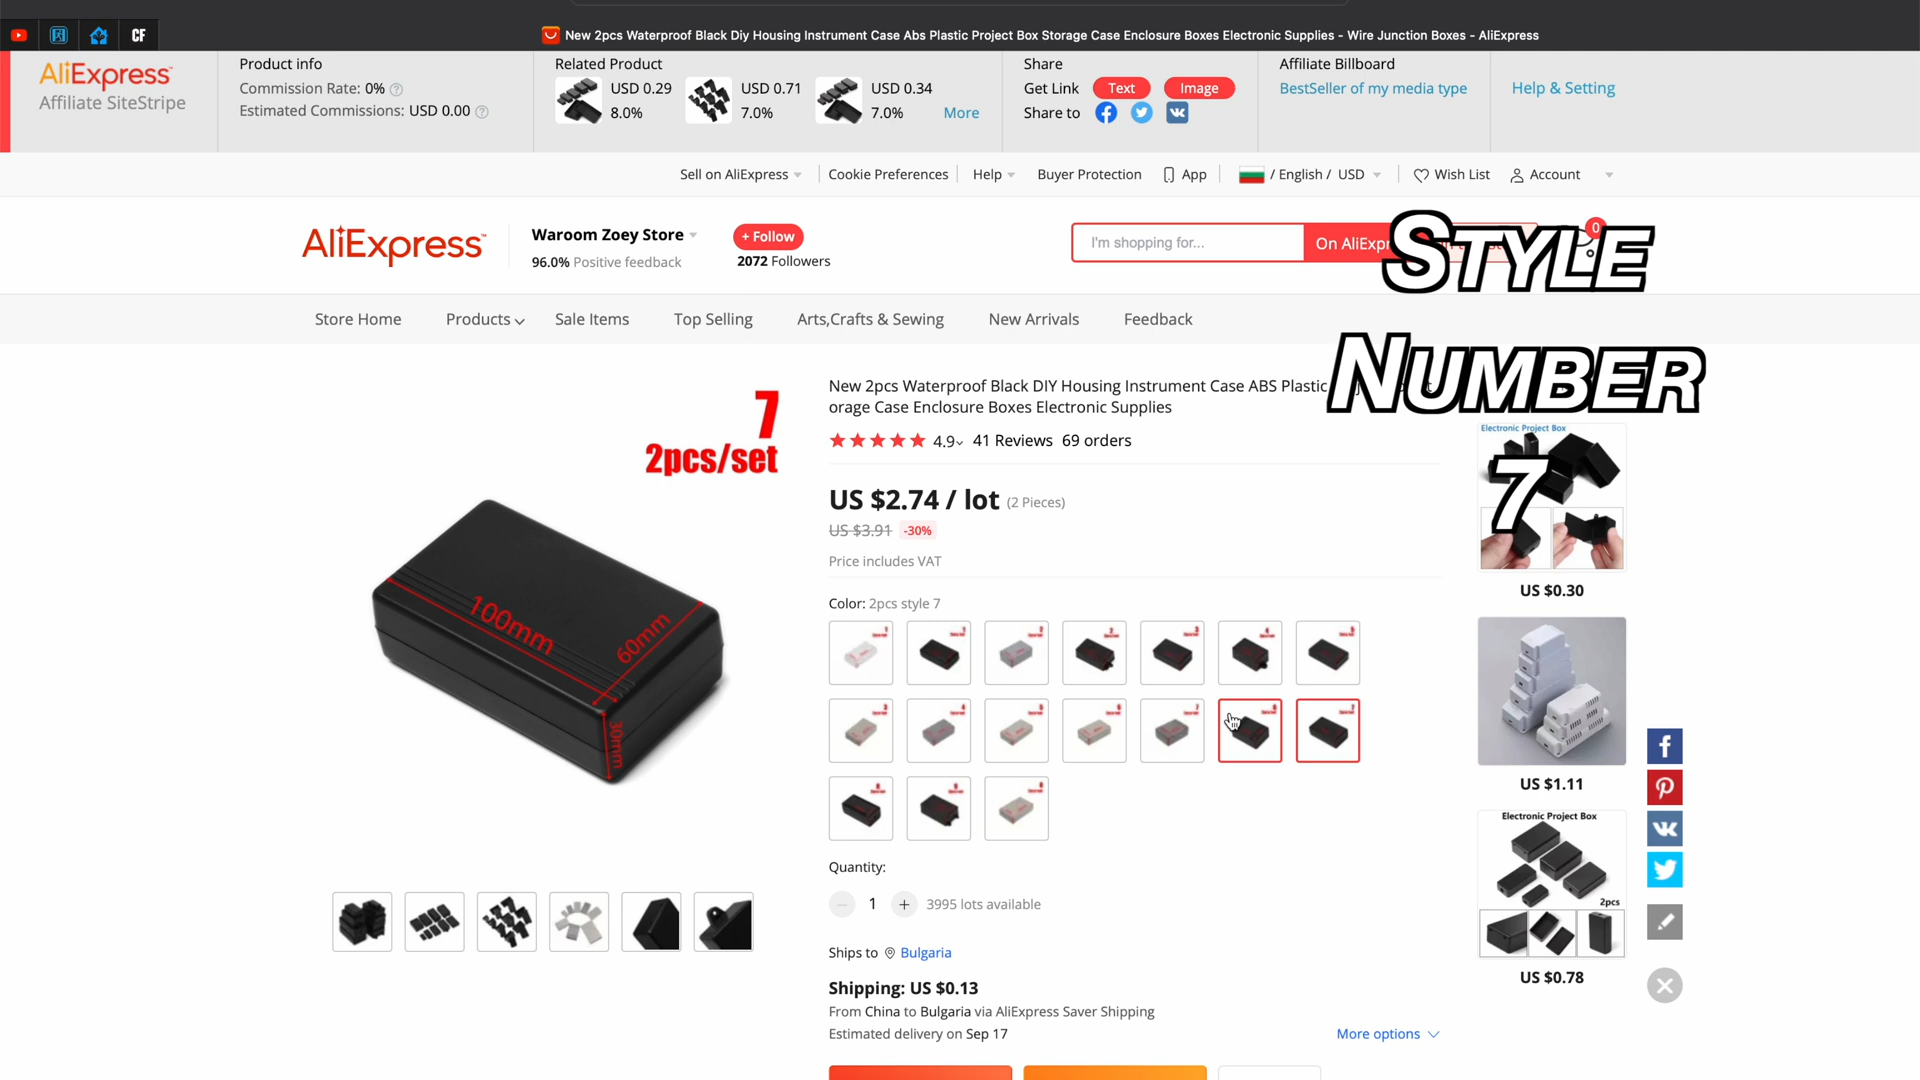 CF
New 2pcs Waterproof Black Diy Housing Instrument Case Abs Plastic Project Box Storage Case Enclosure Boxes Electronic Supplies - Wire Junction Boxes - AliExpress
AliExpress
Affiliate SiteStripe
Product info
Commission Rate: 0%
Estimated Commissions: USD 0.00
Related Product
USD 0.29
8.0%
USD 0.71
7.0%
USD 0.34
7.0%
More
Share
Get Link Text Image
Share to
Affiliate Billboard
BestSeller of my media type
Help & Setting
Sell on AliExpress
Cookie Preferences
Help
Buyer Protection
App
/ English / USD
Wish List
Account
AliExpress
Waroom Zoey Store
96.0% Positive feedback
+ Follow
2072 Followers
I'm shopping for...
On AliExpr
0
STYLE
NUMBER
7
Store Home
Products
Sale Items
Top Selling
Arts,Crafts & Sewing
New Arrivals
Feedback
7
2pcs/set
100mm
60mm
30mm
New 2pcs Waterproof Black DIY Housing Instrument Case ABS Plastic
orage Case Enclosure Boxes Electronic Supplies
4.9 41 Reviews 69 orders
US $2.74 / lot (2 Pieces)
US $3.91 -30%
Price includes VAT
Color: 2pcs style 7
Quantity:
1
3995 lots available
Ships to Bulgaria
Shipping: US $0.13
From China to Bulgaria via AliExpress Saver Shipping
Estimated delivery on Sep 17
More options
Electronic Project Box
US $0.30
US $1.11
Electronic Project Box
2pcs
US $0.78